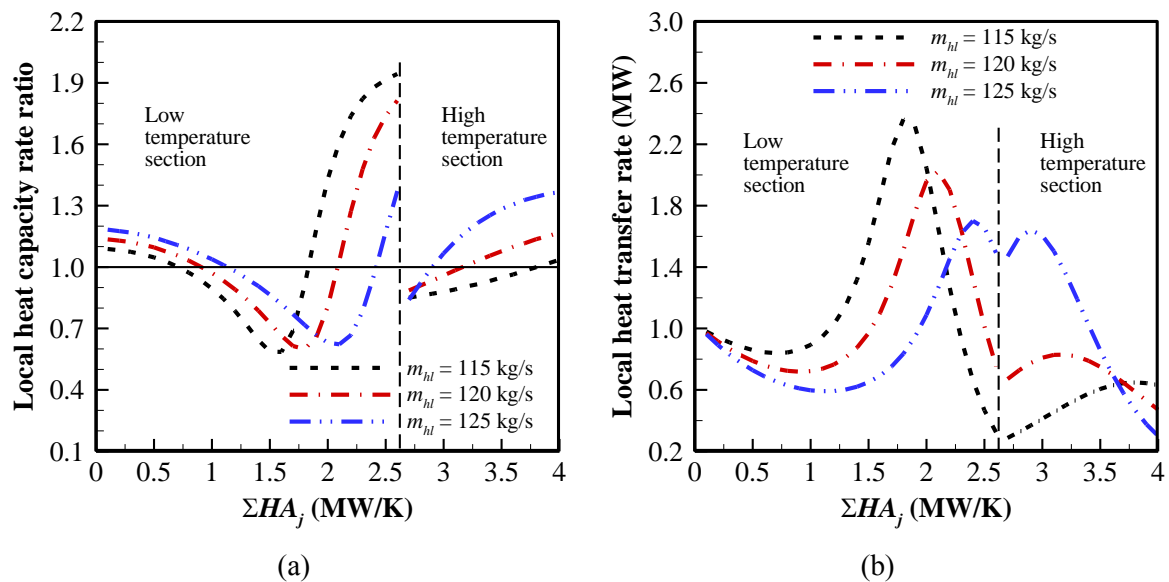 Local heat capacity rate ratio
2.2
1.9
1.6
1.3
1.0
0.7
0.4
0.1
Low
temperature
section
High
temperature
section
m_hl = 115 kg/s
m_hl = 120 kg/s
m_hl = 125 kg/s
0 0.5 1 1.5 2 2.5 3 3.5 4
ΣHA_j (MW/K)
(a)
Local heat transfer rate (MW)
3.0
2.6
2.2
1.8
1.4
1.0
0.6
0.2
m_hl = 115 kg/s
m_hl = 120 kg/s
m_hl = 125 kg/s
Low
temperature
section
High
temperature
section
0 0.5 1 1.5 2 2.5 3 3.5 4
ΣHA_j (MW/K)
(b)